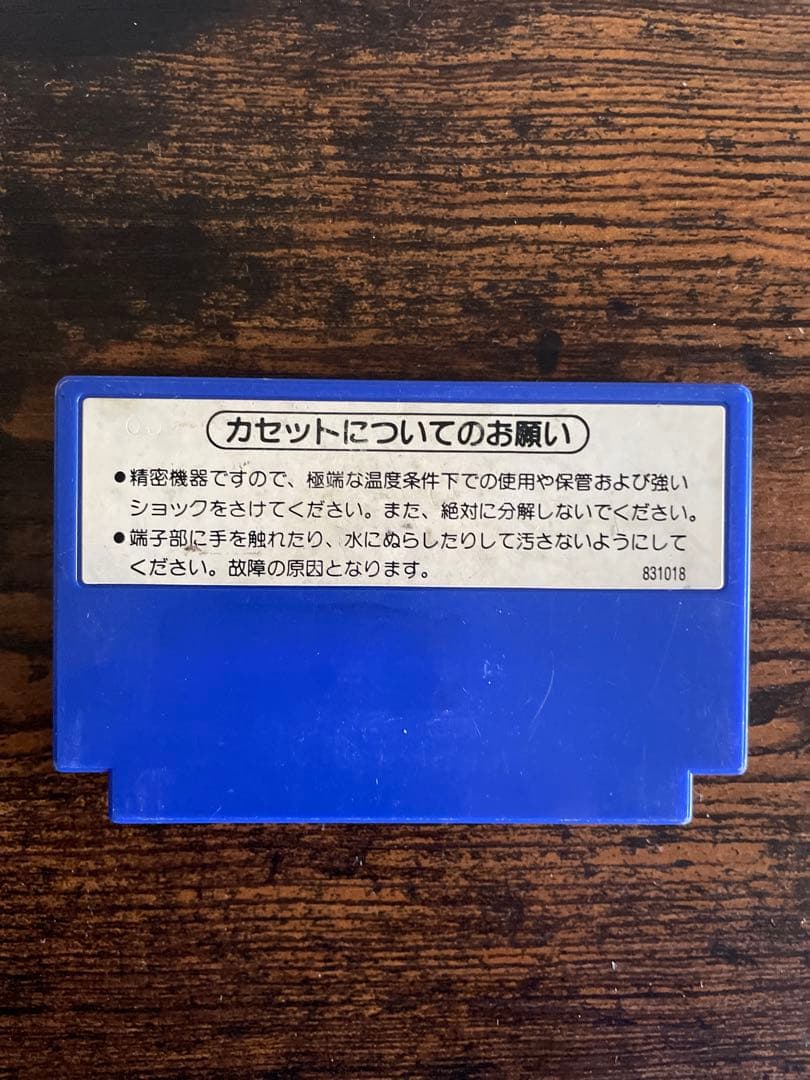 カセットについてのお願い
●精密機器ですので、極端な温度条件下での使用や保管および強い
ショックをさけてください。また、絶対に分解しないでください。
●端子部に手を触れたり、水にぬらしたりして汚さないようにして
ください。故障の原因となります。
831018